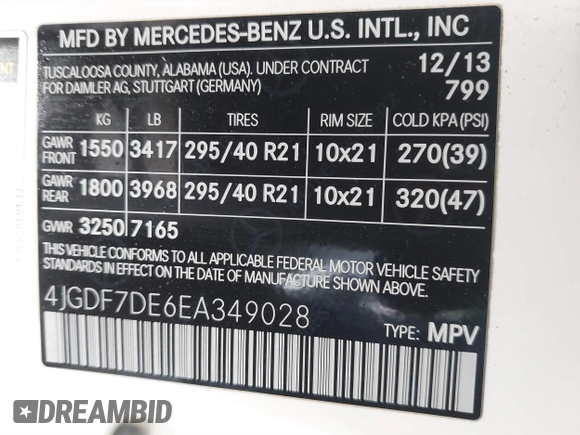 MFD BY MERCEDES-BENZ U.S. INTL., INC
TUSCALOOSA COUNTY, ALABAMA (USA). UNDER CONTRACT 12/13
FOR DAIMLER AG, STUTTGART (GERMANY) 799
KG LB TIRES RIM SIZE COLD KPA(PSI)
GAWR FRONT 1550 3417 295/40 R21 10x21 270(39)
GAWR REAR 1800 3968 295/40 R21 10x21 320(47)
GVWR 3250 7165
THIS VEHICLE CONFORMS TO ALL APPLICABLE FEDERAL MOTOR VEHICLE SAFETY
STANDARDS IN EFFECT ON THE DATE OF MANUFACTURE SHOWN ABOVE.
4JGDF7DE6EA349028
TYPE: MPV
DREAMBID